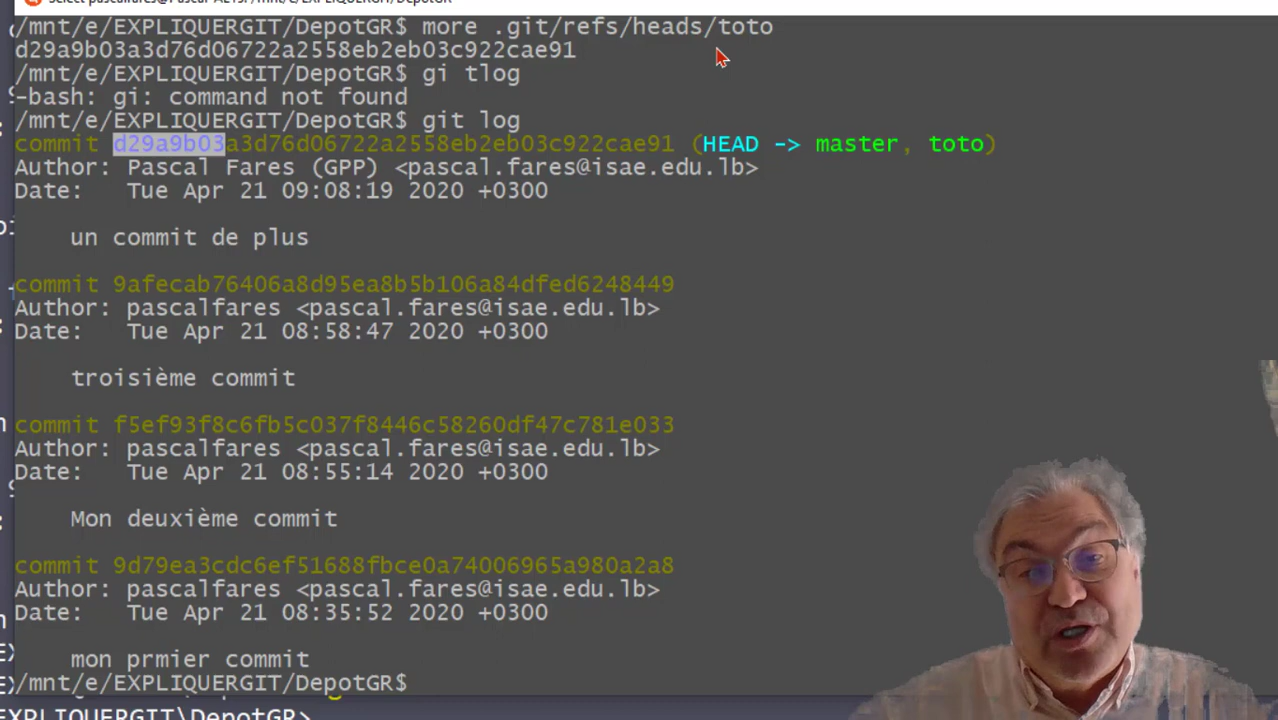 /mnt/e/EXPLIQUERGIT/DepotGR$ more .git/refs/heads/toto
d29a9b03a3d76d06722a2558eb2eb03c922cae91
/mnt/e/EXPLIQUERGIT/DepotGR$ gi tlog
-bash: gi: command not found
/mnt/e/EXPLIQUERGIT/DepotGR$ git log
commit d29a9b03a3d76d06722a2558eb2eb03c922cae91 (HEAD -> master, toto)
Author: Pascal Fares (GPP) <pascal.fares@isae.edu.lb>
Date:   Tue Apr 21 09:08:19 2020 +0300
un commit de plus
commit 9afecab76406a8d95ea8b5b106a84dfed6248449
Author: pascalfares <pascal.fares@isae.edu.lb>
Date:   Tue Apr 21 08:58:47 2020 +0300
troisième commit
commit f5ef93f8c6fb5c037f8446c58260df47c781e033
Author: pascalfares <pascal.fares@isae.edu.lb>
Date:   Tue Apr 21 08:55:14 2020 +0300
Mon deuxième commit
commit 9d79ea3cdc6ef51688fbce0a74006965a980a2a8
Author: pascalfares <pascal.fares@isae.edu.lb>
Date:   Tue Apr 21 08:35:52 2020 +0300
mon prmier commit
/mnt/e/EXPLIQUERGIT/DepotGR$
EXPLIQUERGIT\DepotGR>